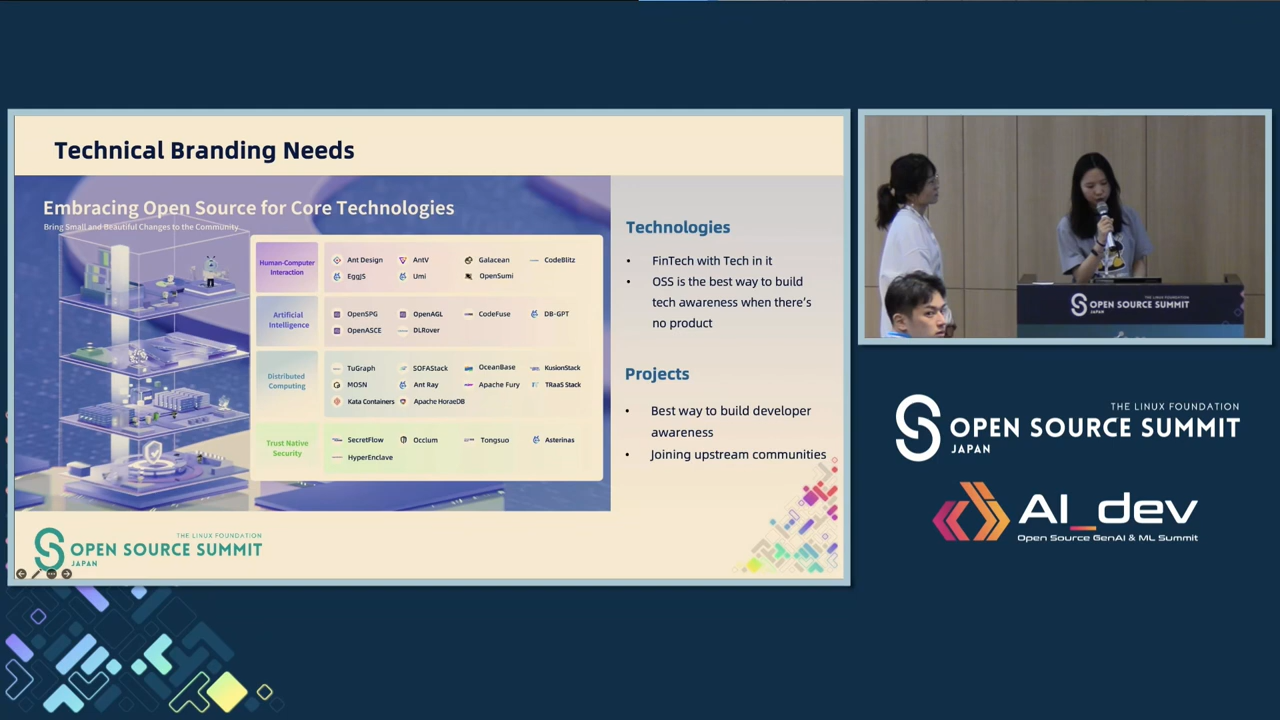 Technical Branding Needs
Embracing Open Source for Core Technologies
Bring Small and Beautiful Changes to the Community
Human-Computer
Interaction
Ant Design
AntV
Galacean
CodeBlitz
EggJS
Umi
OpenSumi
Artificial
Intelligence
OpenSPG
OpenAGL
CodeFuse
DB-GPT
OpenASCE
DLRover
Distributed
Computing
TuGraph
SOFAStack
OceanBase
KusionStack
MOSN
Ant Ray
Apache Fury
TRaaS Stack
Kata Containers
Apache HoraeDB
Trust Native
Security
SecretFlow
Occlum
Tongsuo
Asterinas
HyperEnclave
Technologies
• FinTech with Tech in it
• OSS is the best way to build
tech awareness when there's
no product
Projects
• Best way to build developer
awareness
• Joining upstream communities
THE LINUX FOUNDATION
OPEN SOURCE SUMMIT
JAPAN
THE LINUX FOUNDATION
OPEN SOURCE SUMMIT
JAPAN
THE LINUX FOUNDATION
OPEN SOURCE SUMMIT
JAPAN
AI_dev
Open Source GenAI & ML Summit